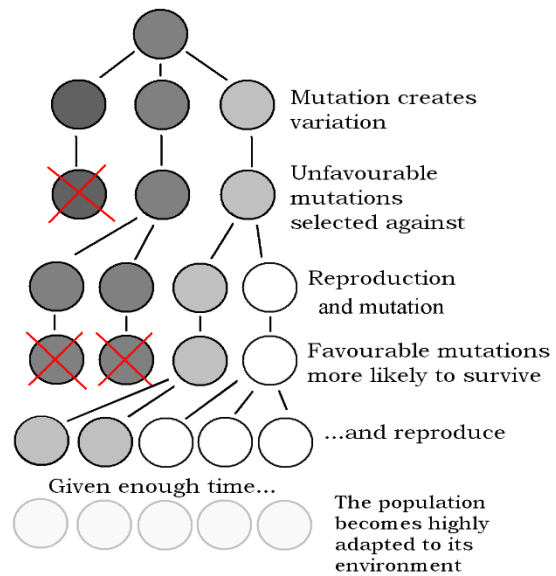 Mutation creates
variation
Unfavourable
mutations
selected against
Reproduction
and mutation
Favourable mutations
more likely to survive
...and reproduce
Given enough time...
The population
becomes highly
adapted to its
environment